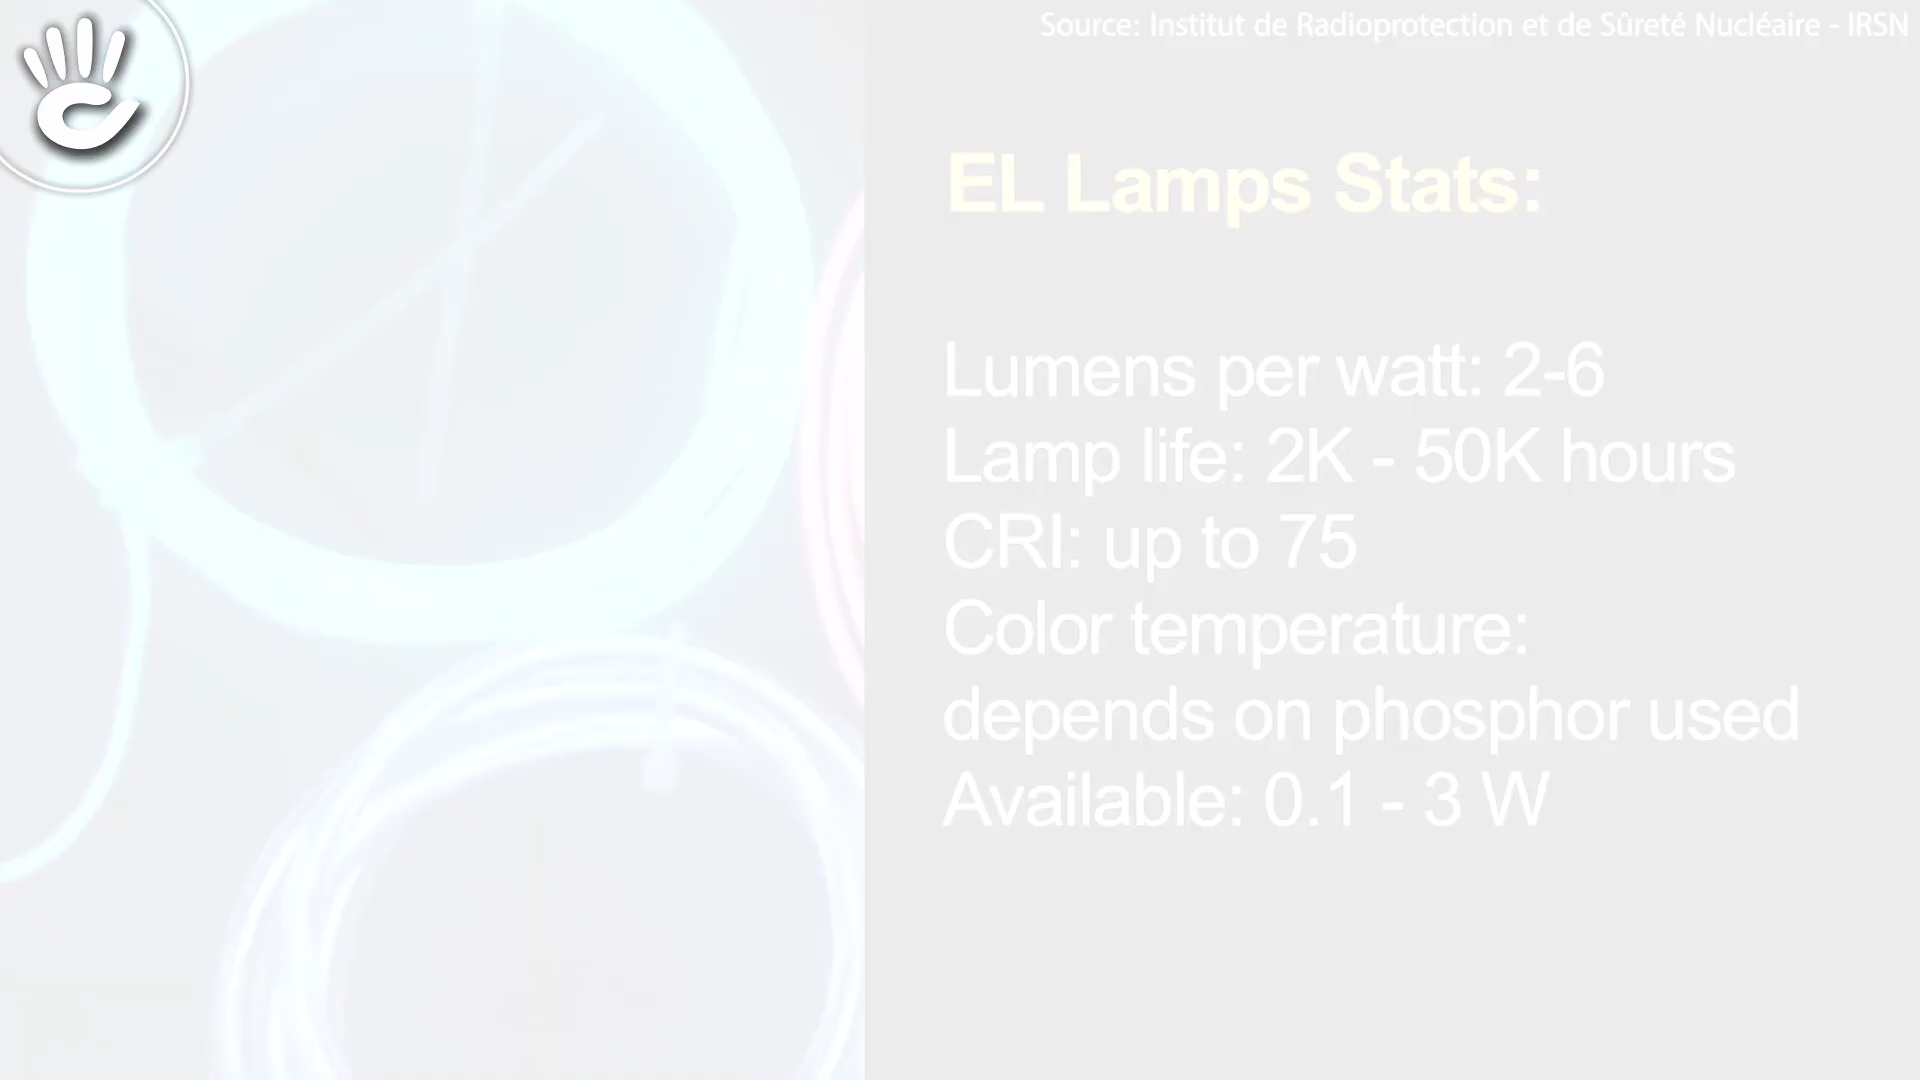 Source: Institut de Radioprotection et de Sûreté Nucléaire - IRSN
EL Lamps Stats:
Lumens per watt: 2-6
Lamp life: 2K - 50K hours
CRI: up to 75
Color temperature:
depends on phosphor used
Available: 0.1 - 3 W